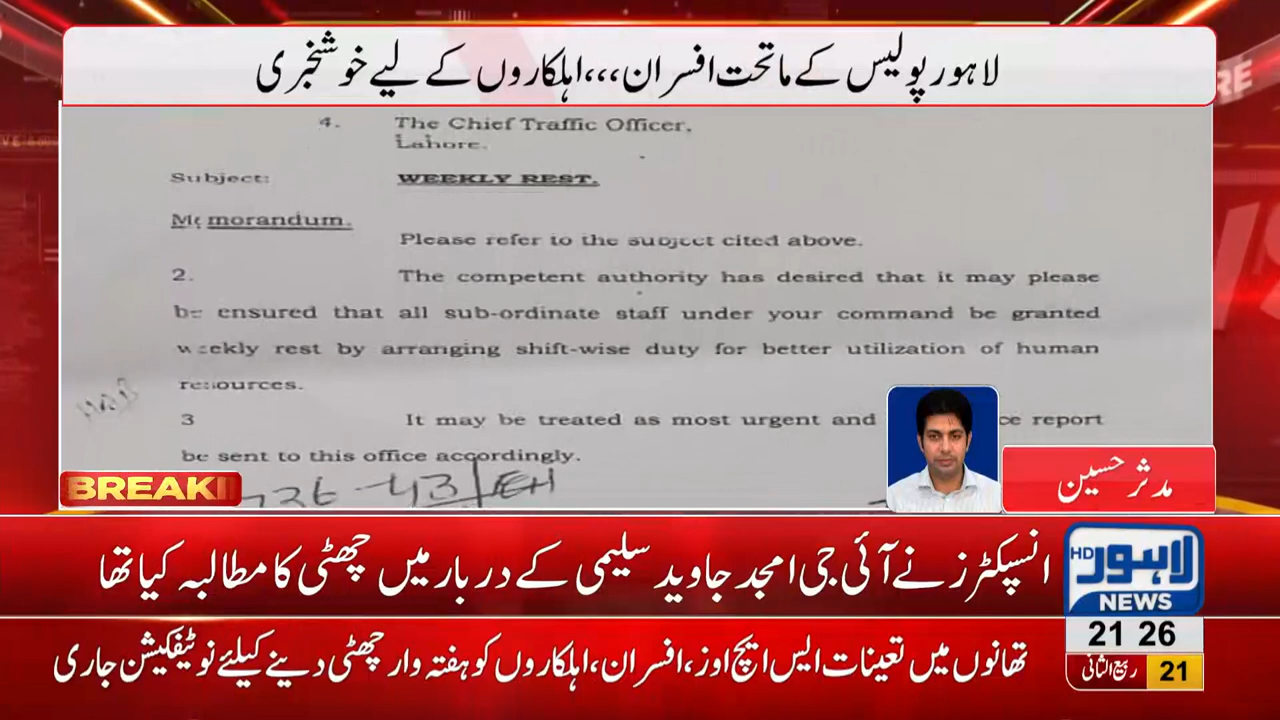 لاہور پولیس کے ماتحت افسران،،،اہلکاروں کے لیے خوشخبری
4. The Chief Traffic Officer,
Lahore.
Subject: WEEKLY REST.
Memorandum.
Please refer to the subject cited above.
2. The competent authority has desired that it may please
be ensured that all sub-ordinate staff under your command be granted
weekly rest by arranging shift-wise duty for better utilization of human
resources.
3 It may be treated as most urgent and ce report
be sent to this office accordingly.
BREAKI
مدثر حسین
انسپکٹرز نے آئی جی امجد جاوید سلیمی کے دربار میں چھٹی کا مطالبہ کیا تھا
لاہور HD
NEWS
21 26
تھانوں میں تعینات ایس ایچ اوز،افسران،اہلکاروں کو ہفتہ وار چھٹی دینے کیلئے نوٹیفکیشن جاری
21 ربیع الثانی